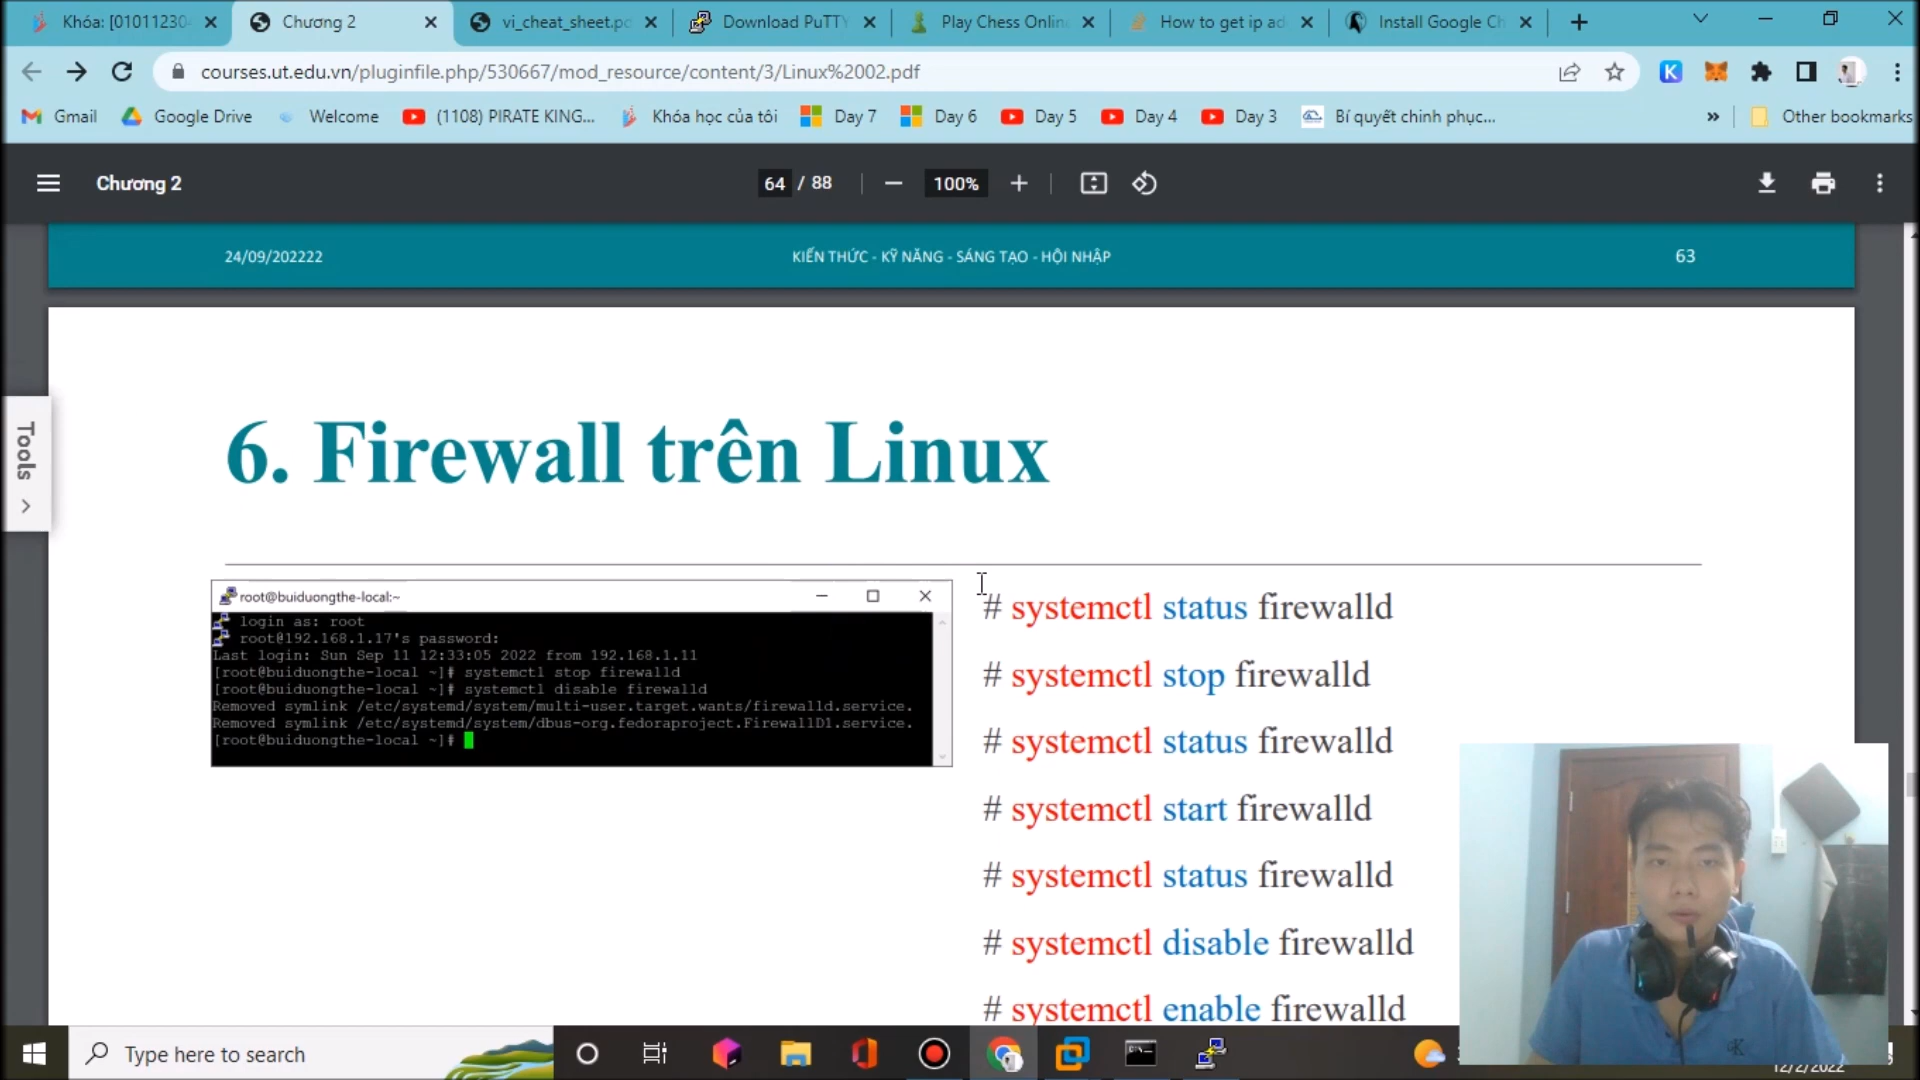 Khóa: [010112304
Chương 2
vi_cheat_sheet.pd
Download PuTTY
Play Chess Onlin
How to get ip ad
Install Google Ch
courses.ut.edu.vn/pluginfile.php/530667/mod_resource/content/3/Linux%2002.pdf
Gmail
Google Drive
Welcome
(1108) PIRATE KING...
Khóa học của tôi
Day 7
Day 6
Day 5
Day 4
Day 3
Bí quyết chinh phục...
»
Other bookmarks
Chương 2
64 / 88
100%
24/09/202222
KIẾN THỨC - KỸ NĂNG - SÁNG TẠO - HỘI NHẬP
63
Tools
6. Firewall trên Linux
root@buiduongthe-local:~
login as: root
root@192.168.1.17's password:
Last login: Sun Sep 11 12:33:05 2022 from 192.168.1.11
[root@buiduongthe-local ~]# systemctl stop firewalld
[root@buiduongthe-local ~]# systemctl disable firewalld
Removed symlink /etc/systemd/system/multi-user.target.wants/firewalld.service.
Removed symlink /etc/systemd/system/dbus-org.fedoraproject.FirewallD1.service.
[root@buiduongthe-local ~]#
# systemctl status firewalld
# systemctl stop firewalld
# systemctl status firewalld
# systemctl start firewalld
# systemctl status firewalld
# systemctl disable firewalld
# systemctl enable firewalld
Type here to search
12/2/2022